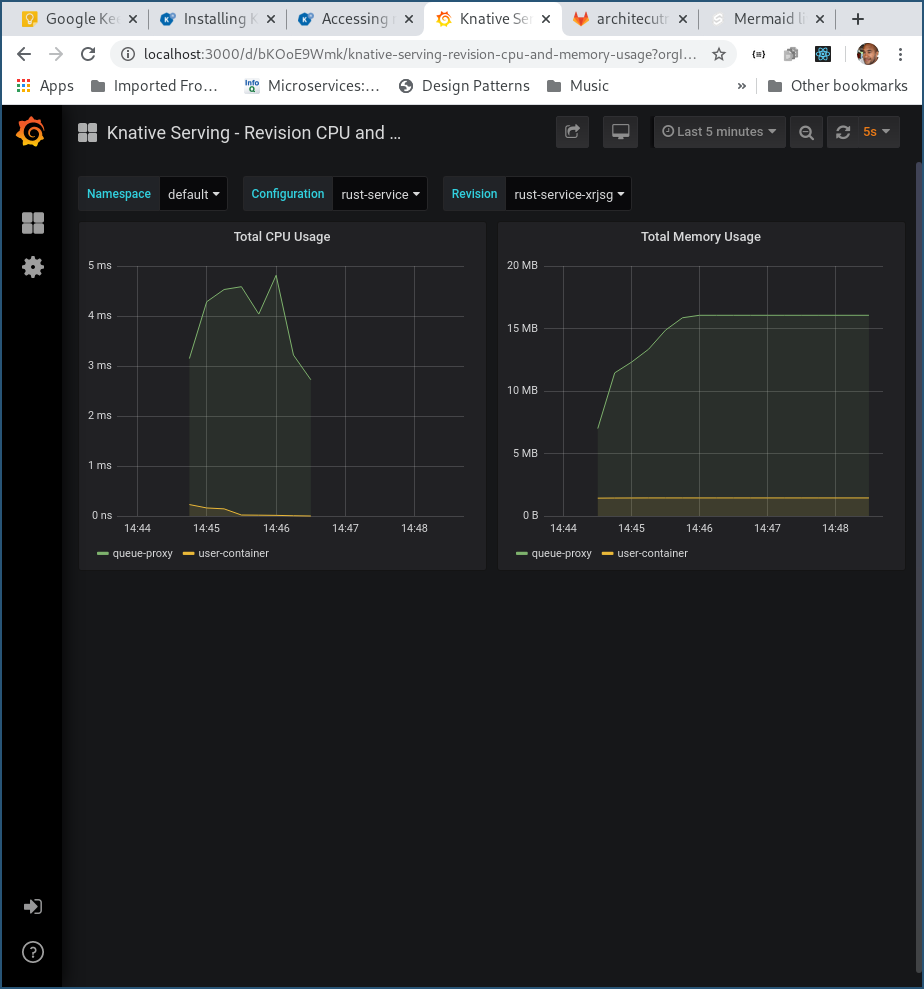 Google Kee
Installing K
Accessing
Knative Ser
architecutr
Mermaid li
localhost:3000/d/bKOoE9Wmk/knative-serving-revision-cpu-and-memory-usage?orgI...
Apps
Imported Fro...
Info
Microservices:...
Design Patterns
Music
»
Other bookmarks
Knative Serving - Revision CPU and ...
Last 5 minutes
5s
Namespace
default
Configuration
rust-service
Revision
rust-service-xrjsg
Total CPU Usage
5 ms
4 ms
3 ms
2 ms
1 ms
0 ns
14:44
14:45
14:46
14:47
14:48
queue-proxy
user-container
Total Memory Usage
20 MB
15 MB
10 MB
5 MB
0 B
14:44
14:45
14:46
14:47
14:48
queue-proxy
user-container